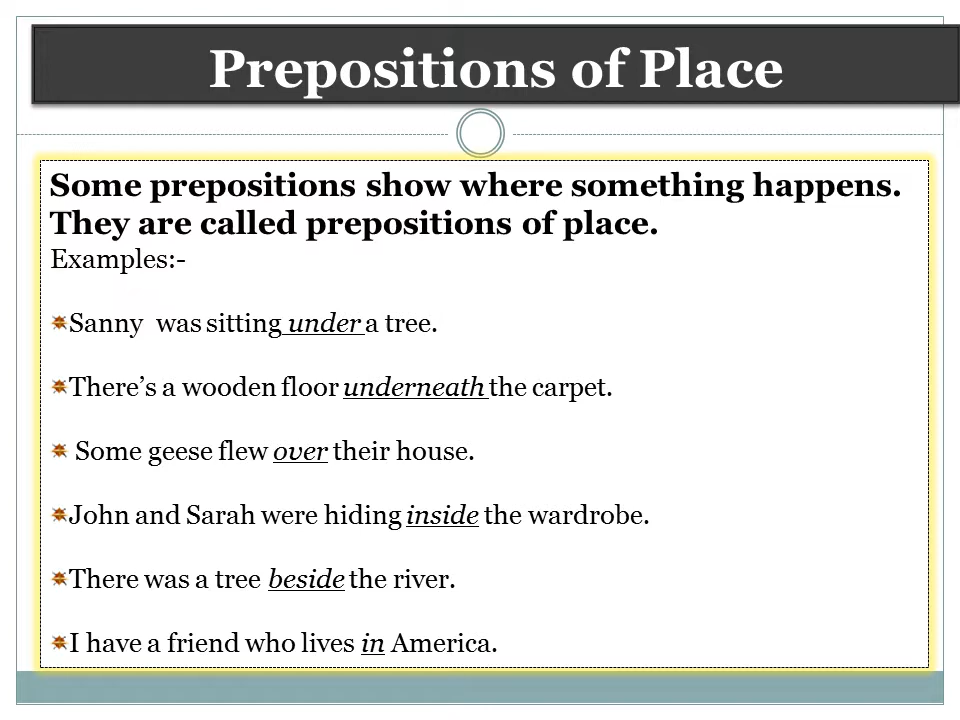 Prepositions of Place
Some prepositions show where something happens.
They are called prepositions of place.
Examples:-
Sanny was sitting under a tree.
There’s a wooden floor underneath the carpet.
Some geese flew over their house.
John and Sarah were hiding inside the wardrobe.
There was a tree beside the river.
I have a friend who lives in America.